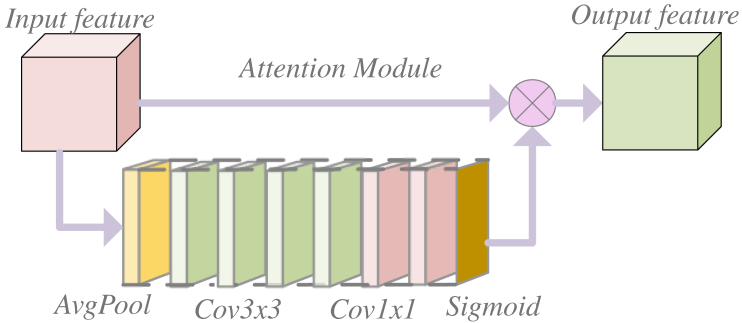 Input feature
Output feature
Attention Module
AvgPool
Cov3x3
Cov1x1
Sigmoid